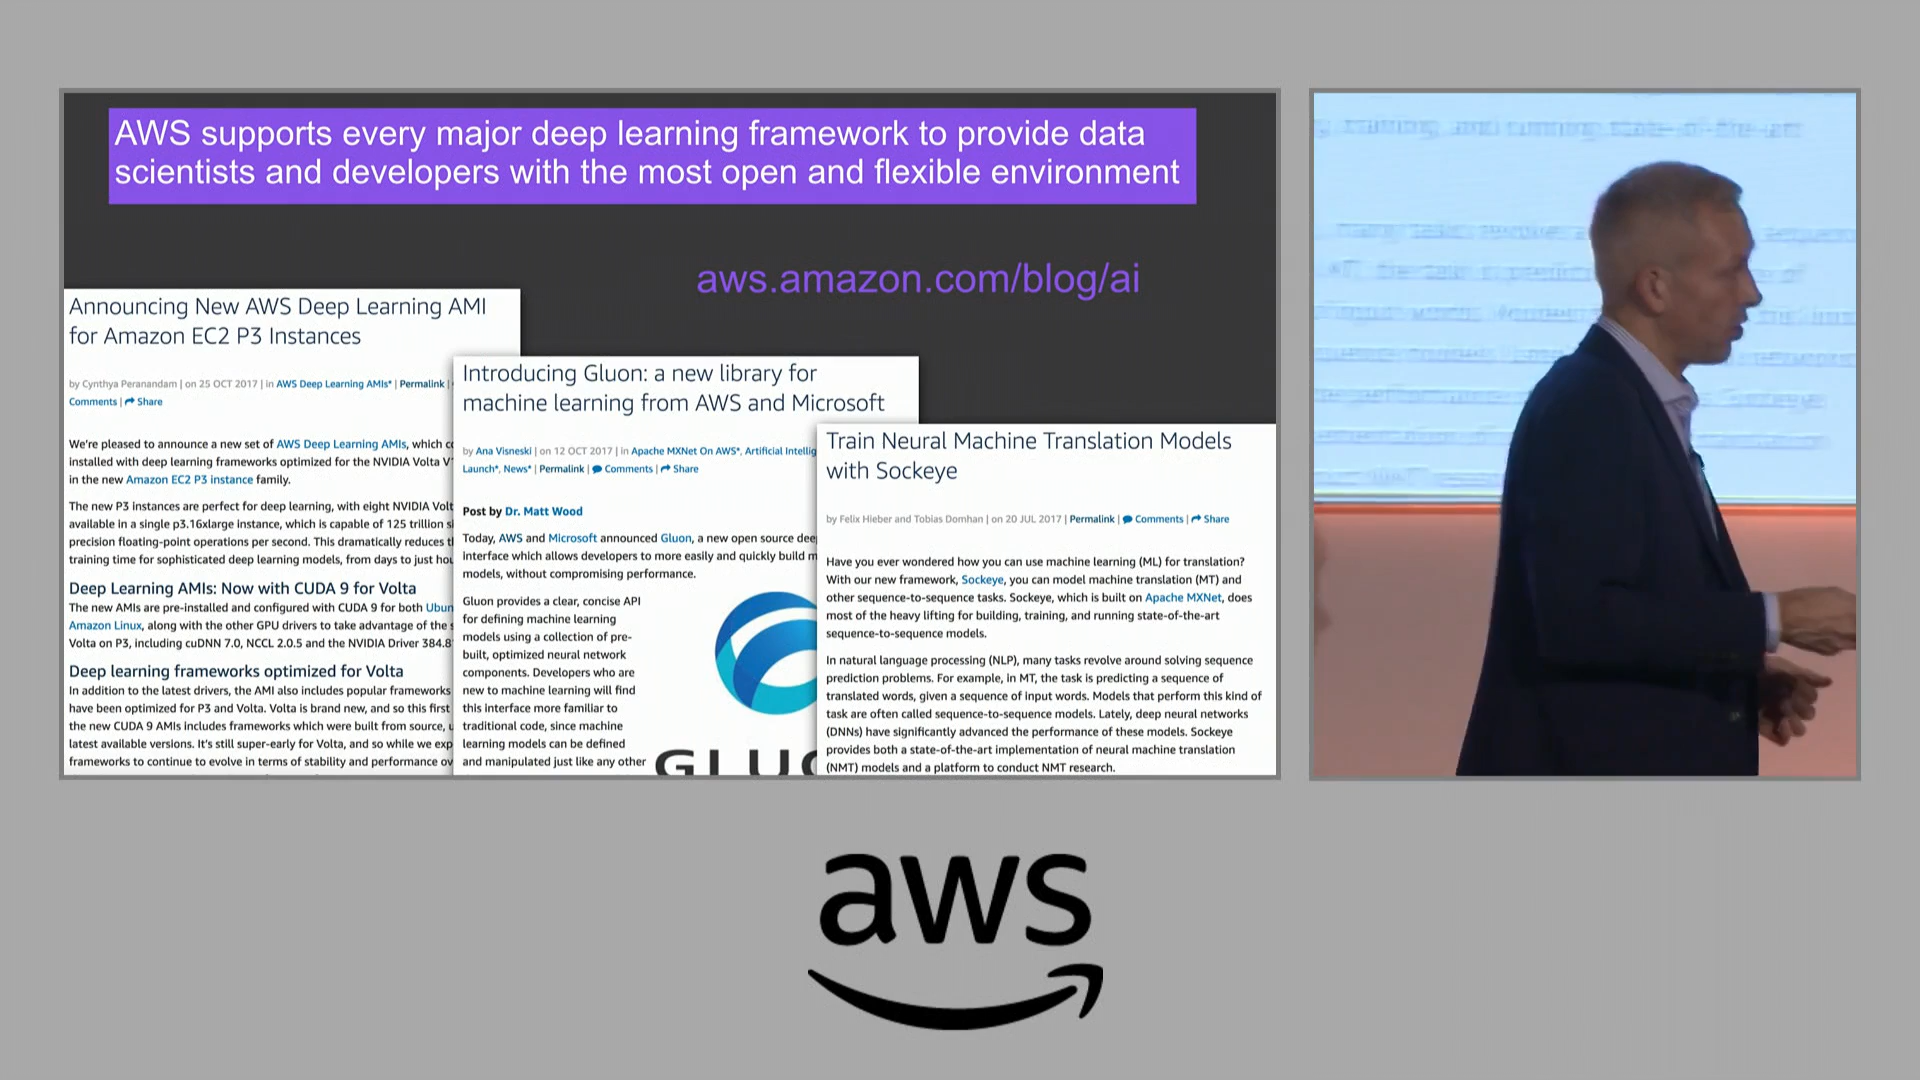 AWS supports every major deep learning framework to provide data
scientists and developers with the most open and flexible environment
aws.amazon.com/blog/ai
Announcing New AWS Deep Learning AMI
for Amazon EC2 P3 Instances
by Cynthya Peranandam | on 25 OCT 2017 | in AWS Deep Learning AMIs* | Permalink |
Comments | Share
We're pleased to announce a new set of AWS Deep Learning AMIs, which
installed with deep learning frameworks optimized for the NVIDIA Volta
in the new Amazon EC2 P3 instance family.
The new P3 instances are perfect for deep learning, with eight NVIDIA
available in a single p3.16xlarge instance, which is capable of 125 trillion
precision floating-point operations per second. This dramatically reduces
training time for sophisticated deep learning models, from days to just
Deep Learning AMIs: Now with CUDA 9 for Volta
The new AMIs are pre-installed and configured with CUDA 9 for both
Amazon Linux, along with the other GPU drivers to take advantage of the
Volta on P3, including cuDNN 7.0, NCCL 2.0.5 and the NVIDIA Driver 384.8
Deep learning frameworks optimized for Volta
In addition to the latest drivers, the AMI also includes popular frameworks
have been optimized for P3 and Volta. Volta is brand new, and so this first
the new CUDA 9 AMIs includes frameworks which were built from source,
latest available versions. It's still super-early for Volta, and so while we
frameworks to continue to evolve in terms of stability and performance
Introducing Gluon: a new library for
machine learning from AWS and Microsoft
by Ana Visneski | on 12 OCT 2017 | in Apache MXNet On AWS*, Artificial
Launch*, News* | Permalink | Comments | Share
Post by Dr. Matt Wood
Today, AWS and Microsoft announced Gluon, a new open source
interface which allows developers to more easily and quickly build
models, without compromising performance.
Gluon provides a clear, concise API
for defining machine learning
models using a collection of pre-
built, optimized neural network
components. Developers who are
new to machine learning will find
this interface more familiar to
traditional code, since machine
learning models can be defined
and manipulated just like any other
GLUO
Train Neural Machine Translation Models
with Sockeye
by Felix Hieber and Tobias Domhan | on 20 JUL 2017 | Permalink | Comments | Share
Have you ever wondered how you can use machine learning (ML) for translation?
With our new framework, Sockeye, you can model machine translation (MT) and
other sequence-to-sequence tasks. Sockeye, which is built on Apache MXNet, does
most of the heavy lifting for building, training, and running state-of-the-art
sequence-to-sequence models.
In natural language processing (NLP), many tasks revolve around solving sequence
prediction problems. For example, in MT, the task is predicting a sequence of
translated words, given a sequence of input words. Models that perform this kind of
task are often called sequence-to-sequence models. Lately, deep neural networks
(DNNs) have significantly advanced the performance of these models. Sockeye
provides both a state-of-the-art implementation of neural machine translation
(NMT) models and a platform to conduct NMT research.
aws